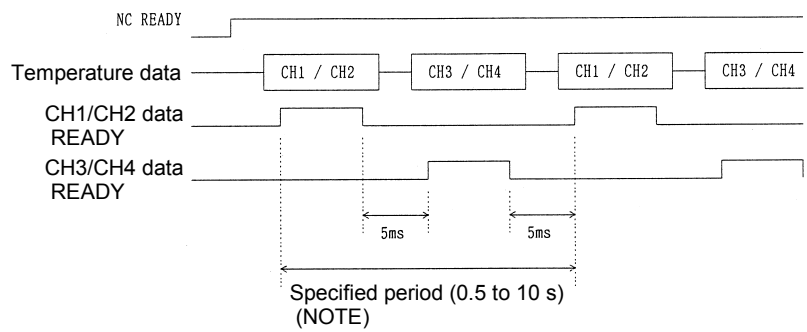 NC READY
Temperature data
CH1 / CH2
CH3 / CH4
CH1 / CH2
CH3 / CH4
CH1/CH2 data
READY
CH3/CH4 data
READY
5ms
5ms
Specified period (0.5 to 10 s)
(NOTE)